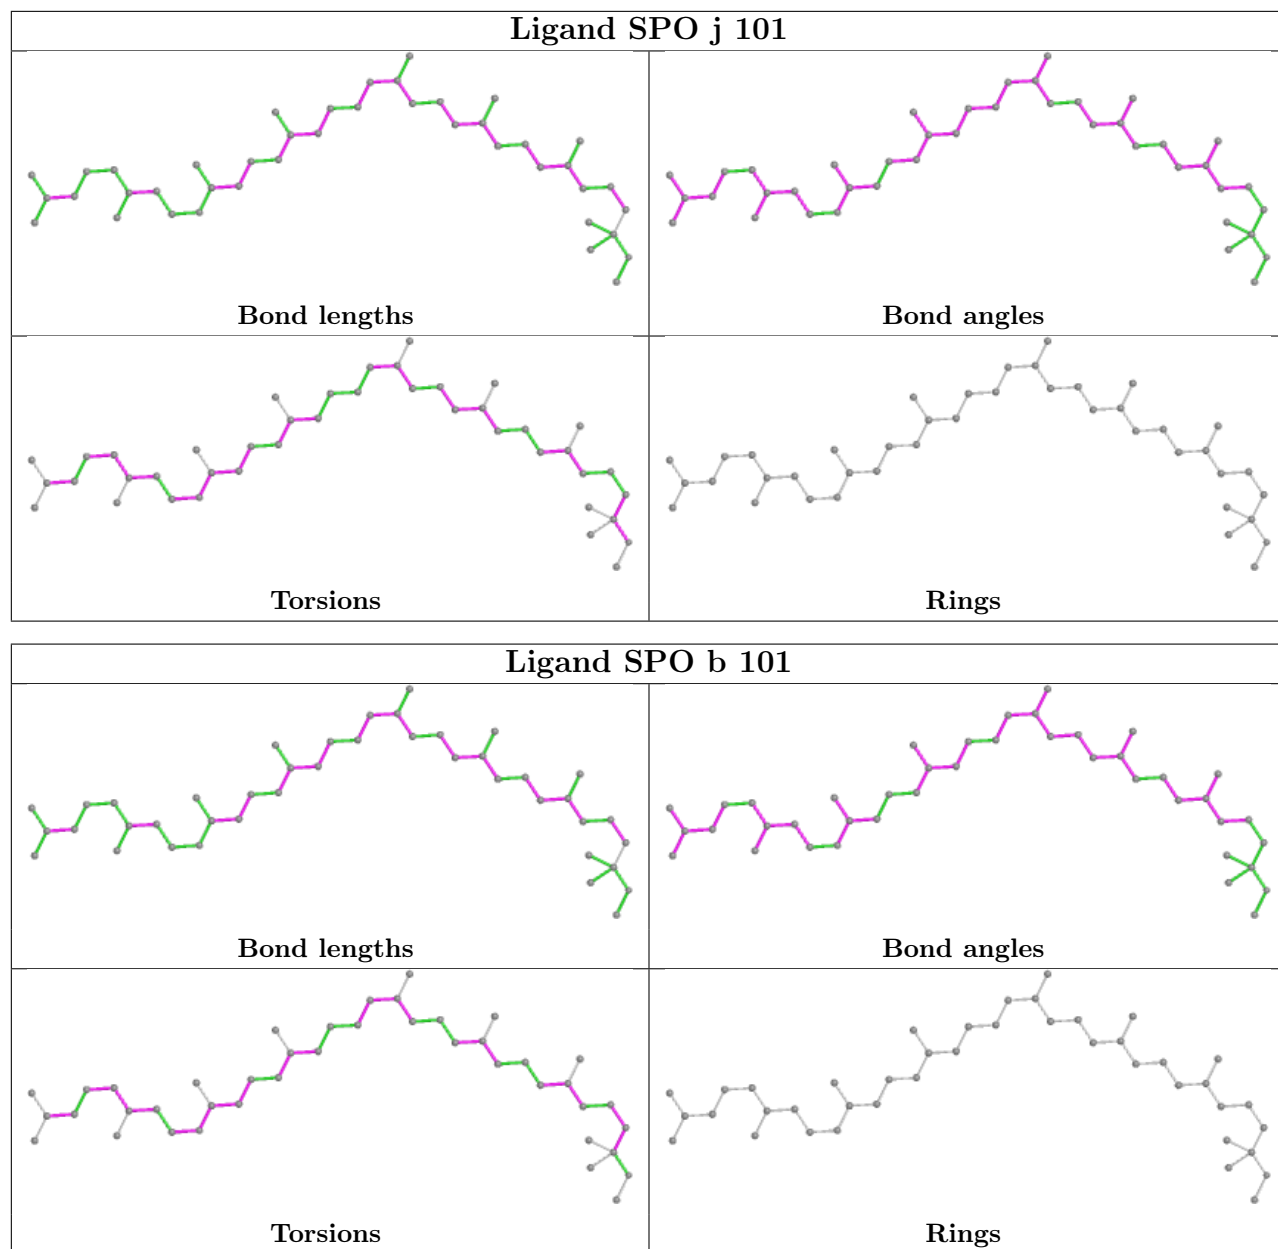 Ligand SPO j 101
Bond lengths
Bond angles
Torsions
Rings
Ligand SPO b 101
Bond lengths
Bond angles
Torsions
Rings